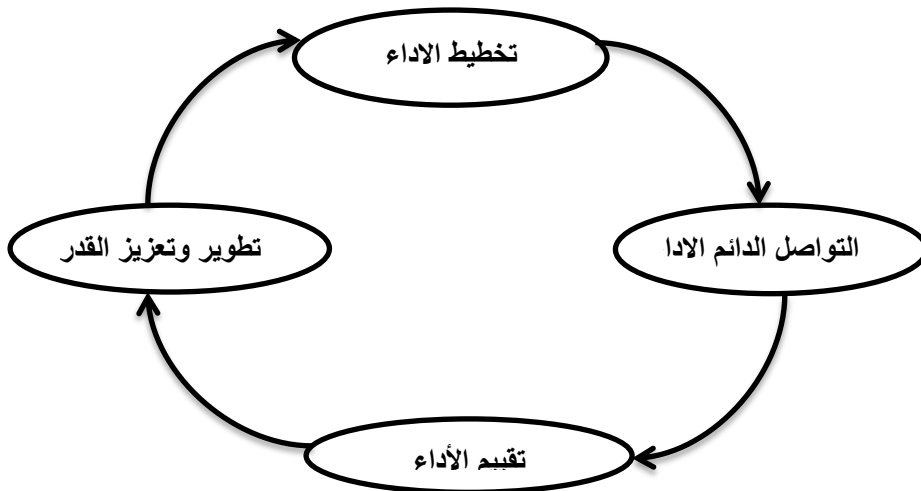 تخطيط الاداء
التواصل الدائم الادا
تقييم الأداء
تطوير وتعزيز القدر